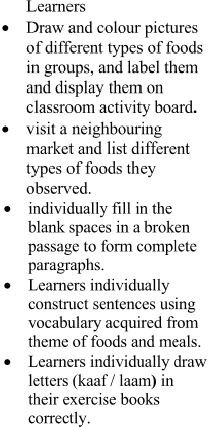 Learners
• Draw and colour pictures
of different types of foods
in groups, and label them
and display them on
classroom activity board.
• visit a neighbouring
market and list different
types of foods they
observed.
• individually fill in the
blank spaces in a broken
passage to form complete
paragraphs.
• Learners individually
construct sentences using
vocabulary acquired from
theme of foods and meals.
• Learners individually draw
letters (kaaf / laam) in
their exercise books
correctly.